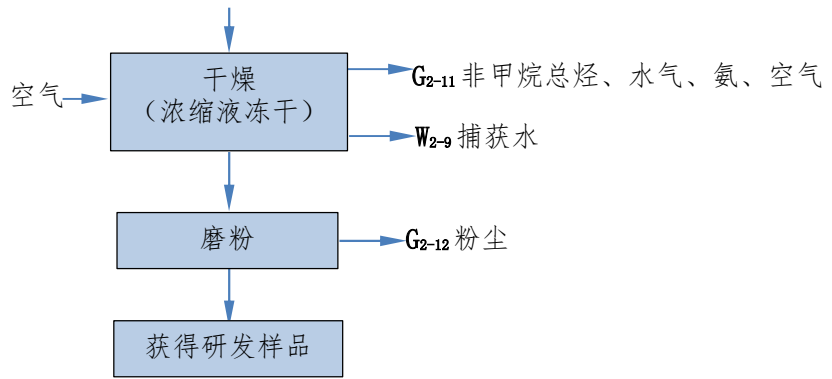 干燥
（浓缩液冻干）
空气
G2-11 非甲烷总烃、水气、氨、空气
W2-9 捕获水
磨粉
G2-12 粉尘
获得研发样品